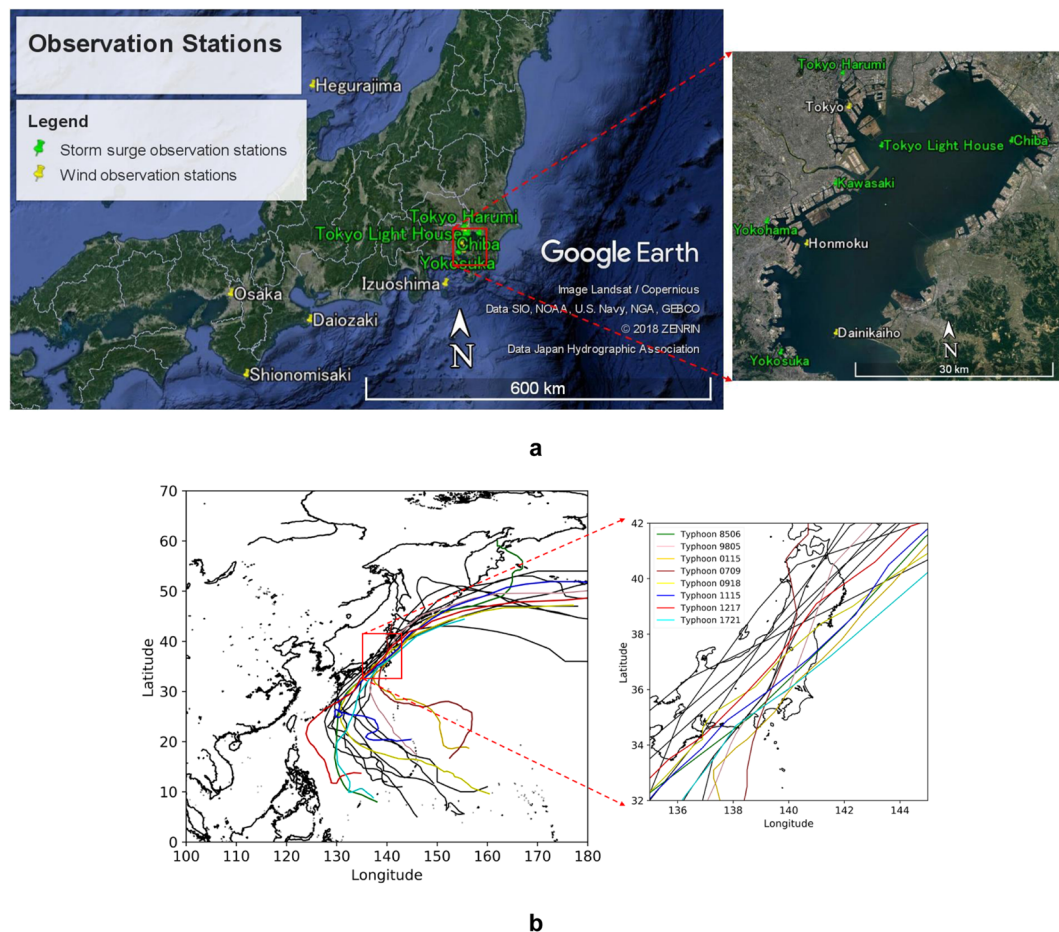 Observation Stations
Legend
Storm surge observation stations
Wind observation stations
Hegurajima
Tokyo Harumi
Tokyo Light House
Chiba
Yokosuka
Izuoshima
Osaka
Daiozaki
Shionomisaki
Google Earth
Image Landsat / Copernicus
Data SIO, NOAA, U.S. Navy, NGA, GEBCO
© 2018 ZENRIN
Data Japan Hydrographic Association
N
600 km
Tokyo Harumi
Tokyo
Tokyo Light House
Chiba
Kawasaki
Yokohama
Honmoku
Dainikaiho
Yokosuka
N
30 km
a
70
60
50
40
30
20
10
0
Latitude
100 110 120 130 140 150 160 170 180
Longitude
Typhoon 8506
Typhoon 9805
Typhoon 0115
Typhoon 0709
Typhoon 0918
Typhoon 1115
Typhoon 1217
Typhoon 1721
42
40
38
36
34
32
Latitude
136 138 140 142 144
Longitude
b